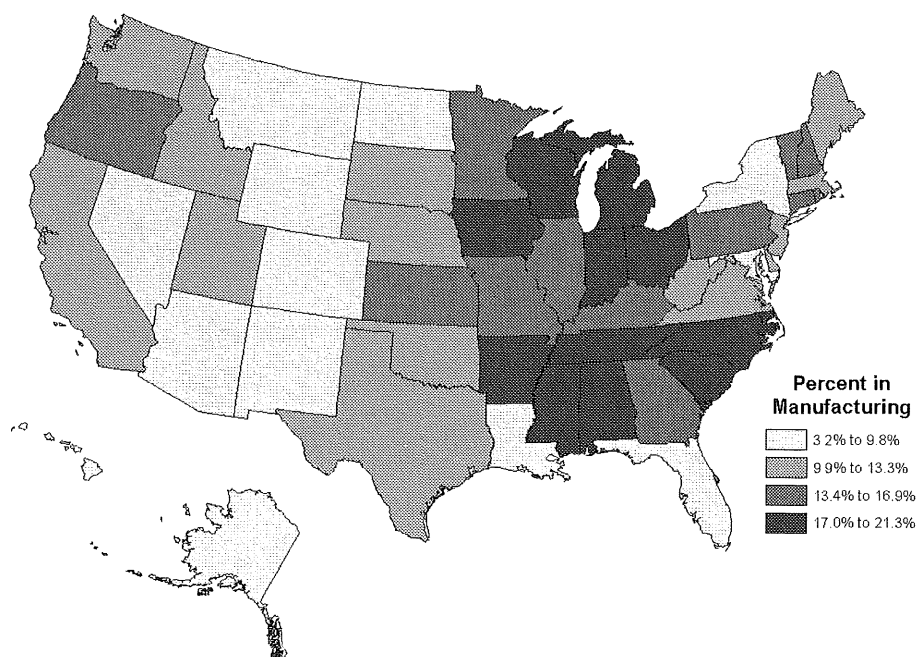 Percent in
Manufacturing
3.2% to 9.8%
9.9% to 13.3%
13.4% to 16.9%
17.0% to 21.3%